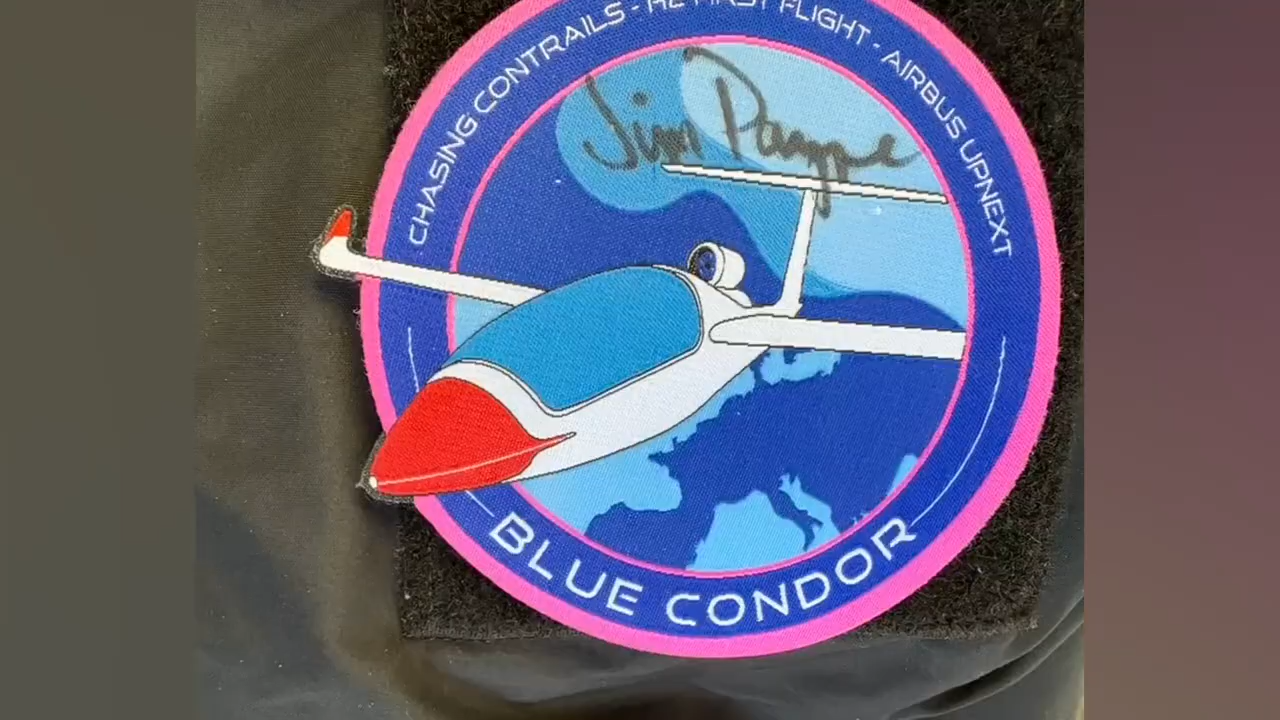 CHASING CONTRAILS - H2 FIRST FLIGHT - AIRBUS UPNEXT
Jim Payne
BLUE CONDOR